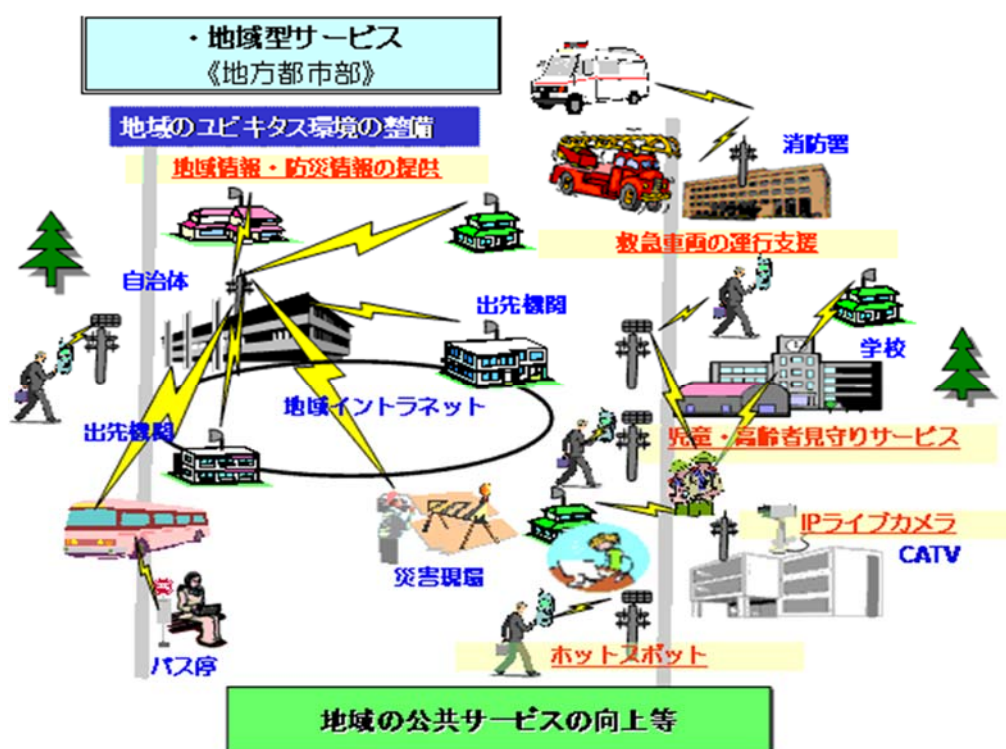 ・地域型サービス
《地方都市部》
地域のユビキタス環境の整備
地域情報・防災情報の提供
消防署
救急車両の運行支援
自治体
出先機関
学校
地域イントラネット
出先機関
児童・高齢者見守りサービス
IPライブカメラ
CATV
災害現場
バス停
ホットスポット
地域の公共サービスの向上等